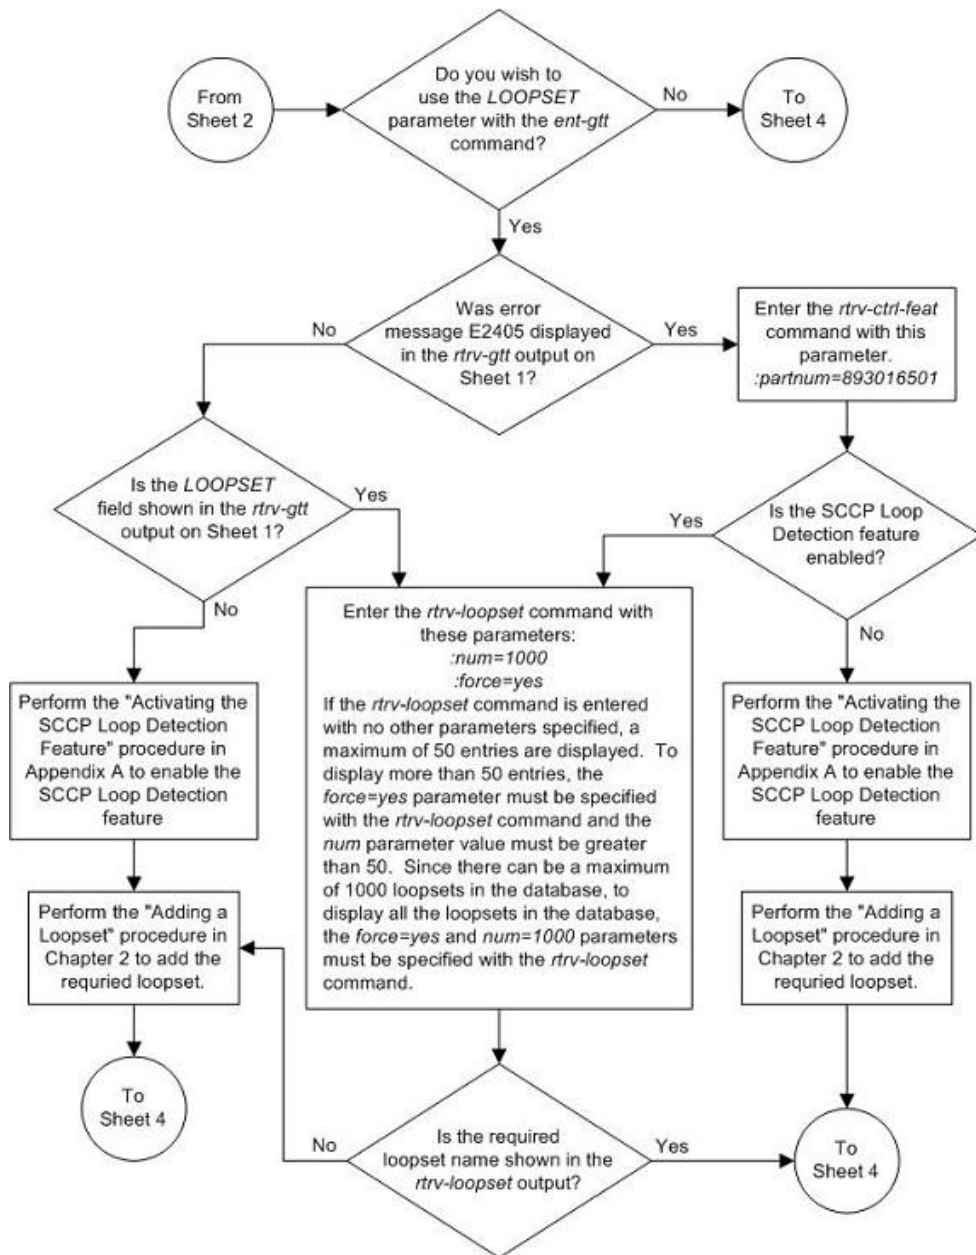 From
Sheet 2
Do you wish to
use the LOOPSET
parameter with the ent-gtt
command?
No
To
Sheet 4
Yes
Was error
message E2405 displayed
in the rtrv-gtt output on
Sheet 1?
No
Yes
Enter the rtrv-ctrl-feat
command with this
parameter.
:partnum=893016501
Is the LOOPSET
field shown in the rtrv-gtt
output on Sheet 1?
Yes
No
Is the SCCP Loop
Detection feature
enabled?
Yes
No
Enter the rtrv-loopset command with
these parameters:
:num=1000
:force=yes
If the rtrv-loopset command is entered
with no other parameters specified, a
maximum of 50 entries are displayed. To
display more than 50 entries, the
force=yes parameter must be specified
with the rtrv-loopset command and the
num parameter value must be greater
than 50. Since there can be a maximum
of 1000 loopsets in the database, to
display all the loopsets in the database,
the force=yes and num=1000 parameters
must be specified with the rtrv-loopset
command.
Perform the "Activating the
SCCP Loop Detection
Feature" procedure in
Appendix A to enable the
SCCP Loop Detection
feature
Perform the "Activating the
SCCP Loop Detection
Feature" procedure in
Appendix A to enable the
SCCP Loop Detection
feature
Perform the "Adding a
Loopset" procedure in
Chapter 2 to add the
requried loopset.
Perform the "Adding a
Loopset" procedure in
Chapter 2 to add the
requried loopset.
To
Sheet 4
No
Is the required
loopset name shown in the
rtrv-loopset output?
Yes
To
Sheet 4